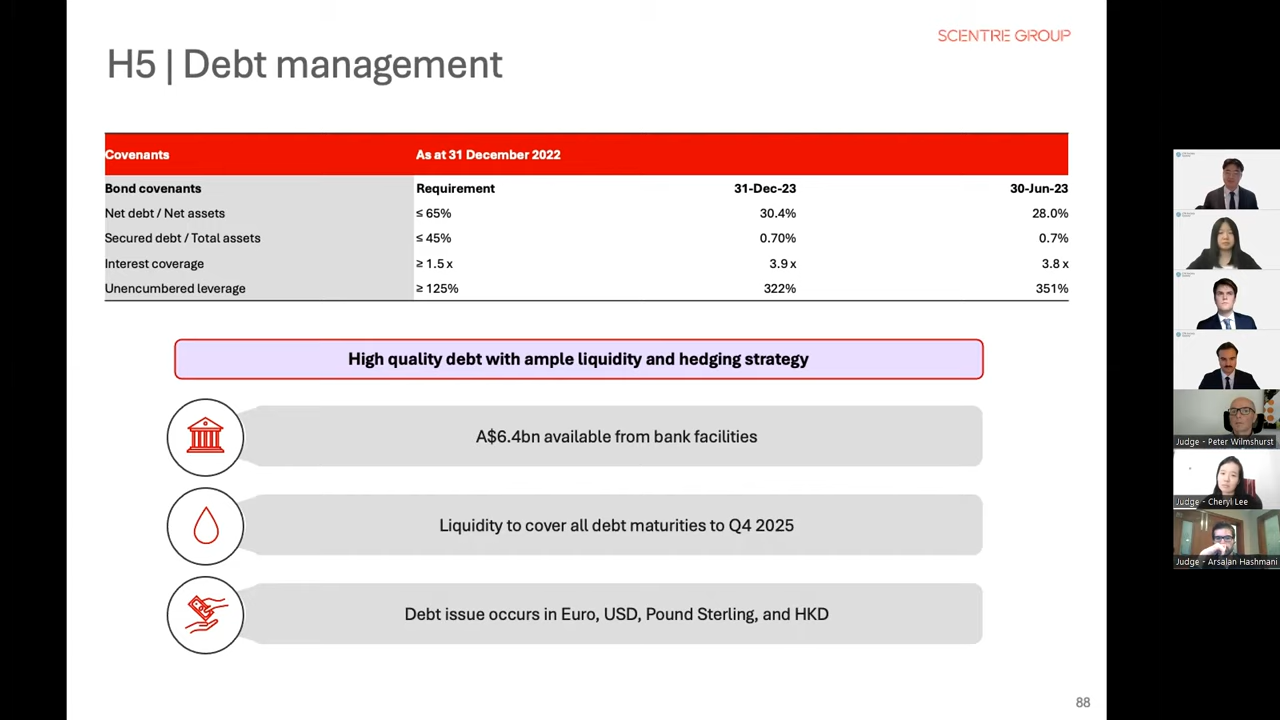 SCENTRE GROUP
H5 | Debt management
Covenants As at 31 December 2022
Bond covenants Requirement 31-Dec-23 30-Jun-23
Net debt / Net assets ≤ 65% 30.4% 28.0%
Secured debt / Total assets ≤ 45% 0.70% 0.7%
Interest coverage ≥ 1.5 x 3.9 x 3.8 x
Unencumbered leverage ≥ 125% 322% 351%
High quality debt with ample liquidity and hedging strategy
A$6.4bn available from bank facilities
Liquidity to cover all debt maturities to Q4 2025
Debt issue occurs in Euro, USD, Pound Sterling, and HKD
88
Judge - Peter Wilmshurst
Judge - Cheryl Lee
Judge - Arsalan Hashmani